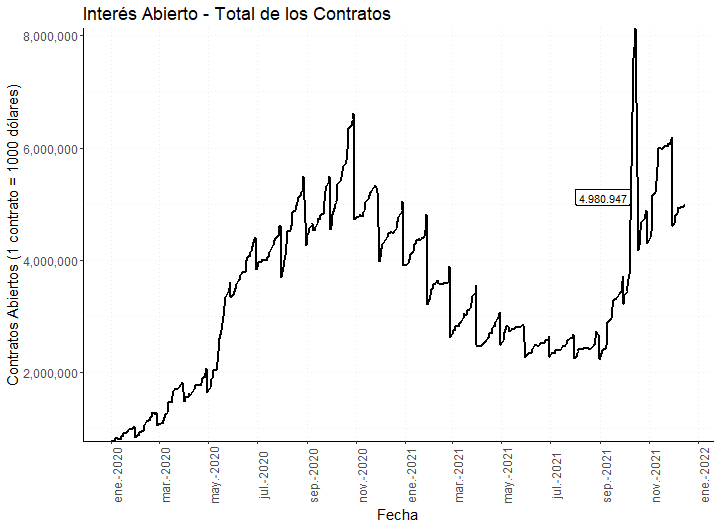 Interés Abierto - Total de los Contratos
Contratos Abiertos (1 contrato = 1000 dólares)
8,000,000
6,000,000
4,000,000
2,000,000
4.980.947
ene.-2020
mar.-2020
may.-2020
jul.-2020
sep.-2020
nov.-2020
ene.-2021
mar.-2021
may.-2021
jul.-2021
sep.-2021
nov.-2021
ene.-2022
Fecha